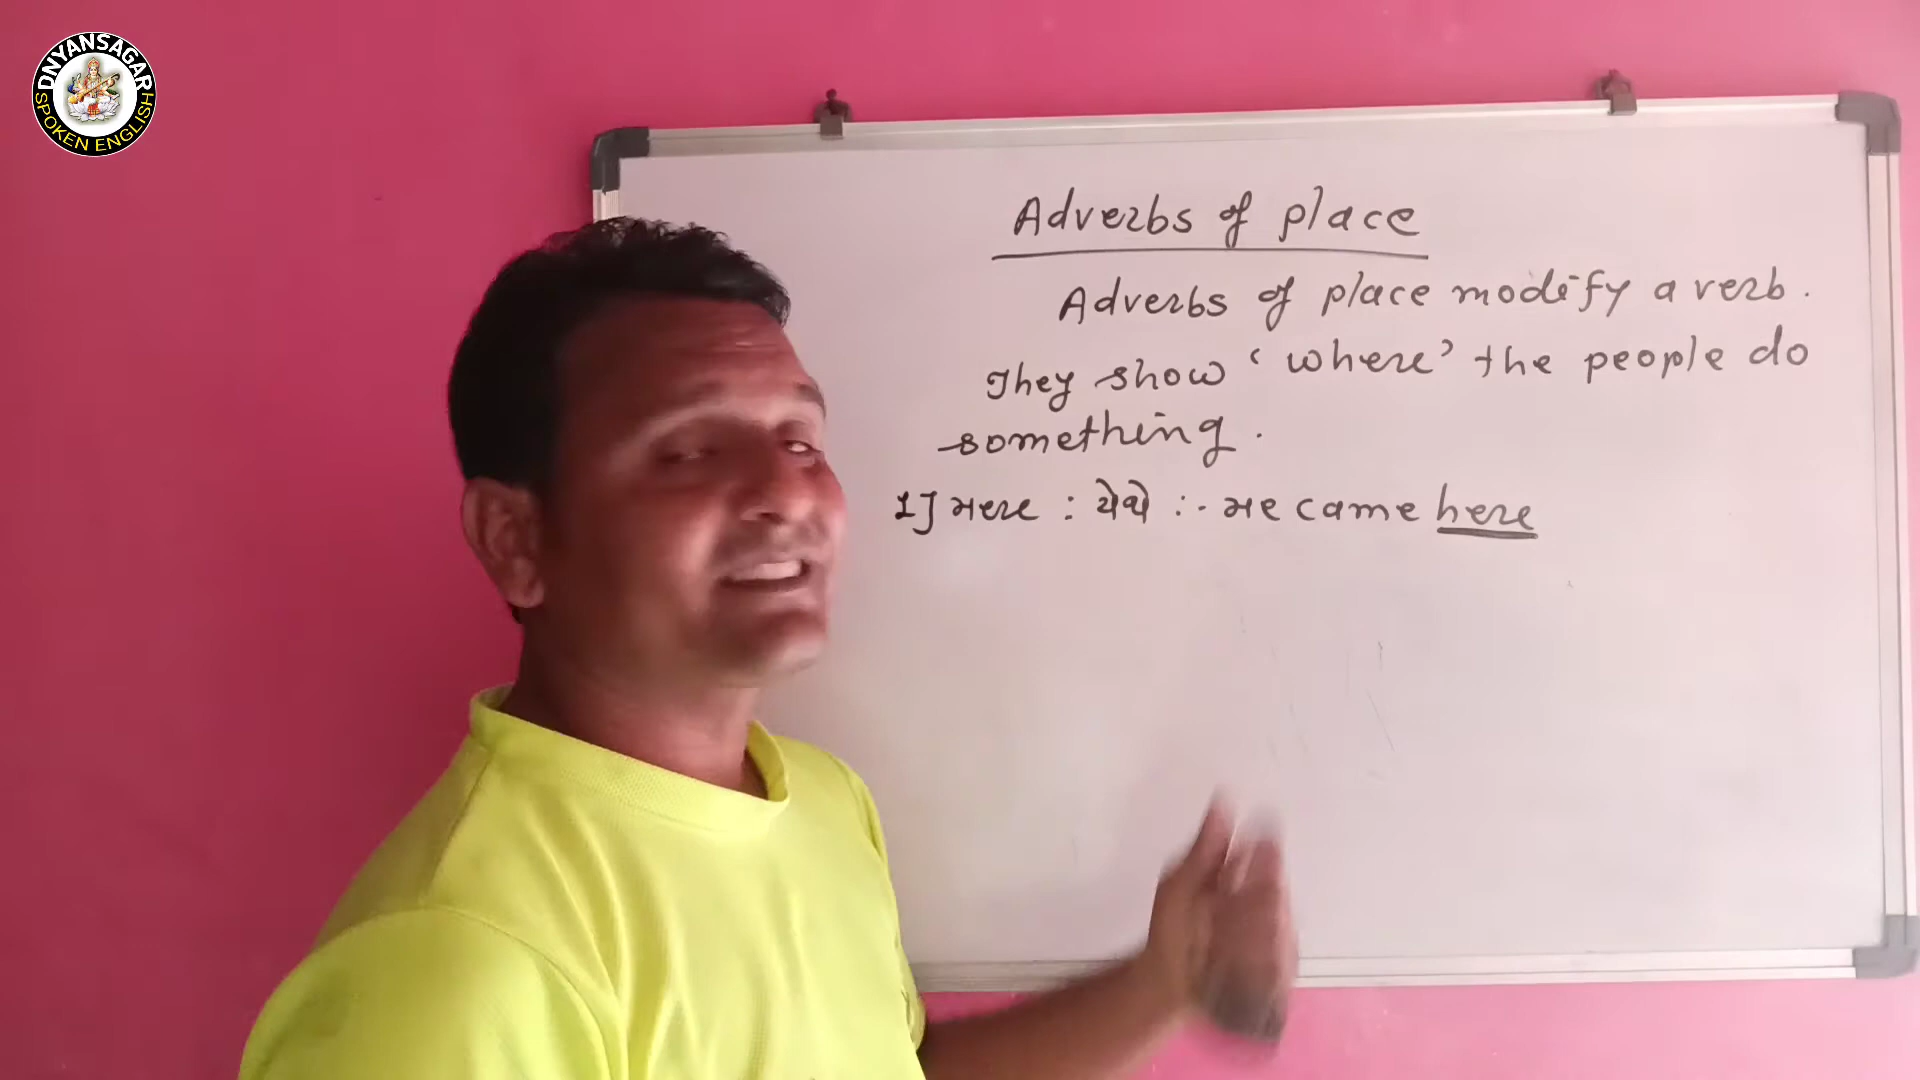 DNYANSAGAR
SPOKEN ENGLISH
Adverbs of place
Adverbs of place modify a verb.
They show 'where' the people do
something.
1] Here : येथे :- He came here